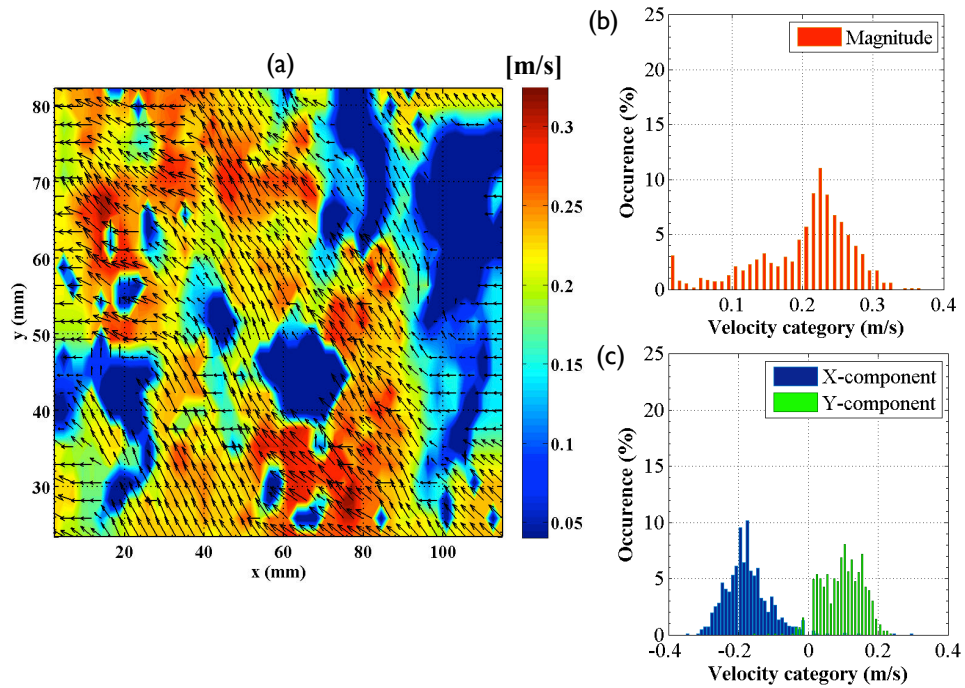 (a)
[m/s]
80
70
60
50
40
30
y (mm)
20
40
60
80
100
x (mm)
0.3
0.25
0.2
0.15
0.1
0.05
(b)
25
20
15
10
5
0
Occurence (%)
Magnitude
0.1
0.2
0.3
0.4
Velocity category (m/s)
(c)
25
20
15
10
5
0
Occurence (%)
X-component
Y-component
-0.4
-0.2
0
0.2
0.4
Velocity category (m/s)